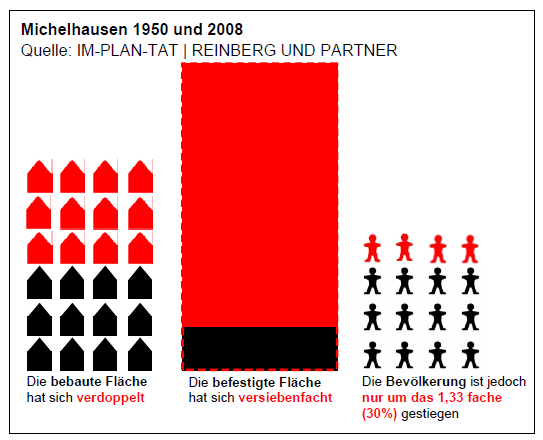 Michelhausen 1950 und 2008
Quelle: IM-PLAN-TAT | REINBERG UND PARTNER
Die bebaute Fläche
hat sich verdoppelt
Die befestigte Fläche
hat sich versiebenfacht
Die Bevölkerung ist jedoch
nur um das 1,33 fache
(30%) gestiegen